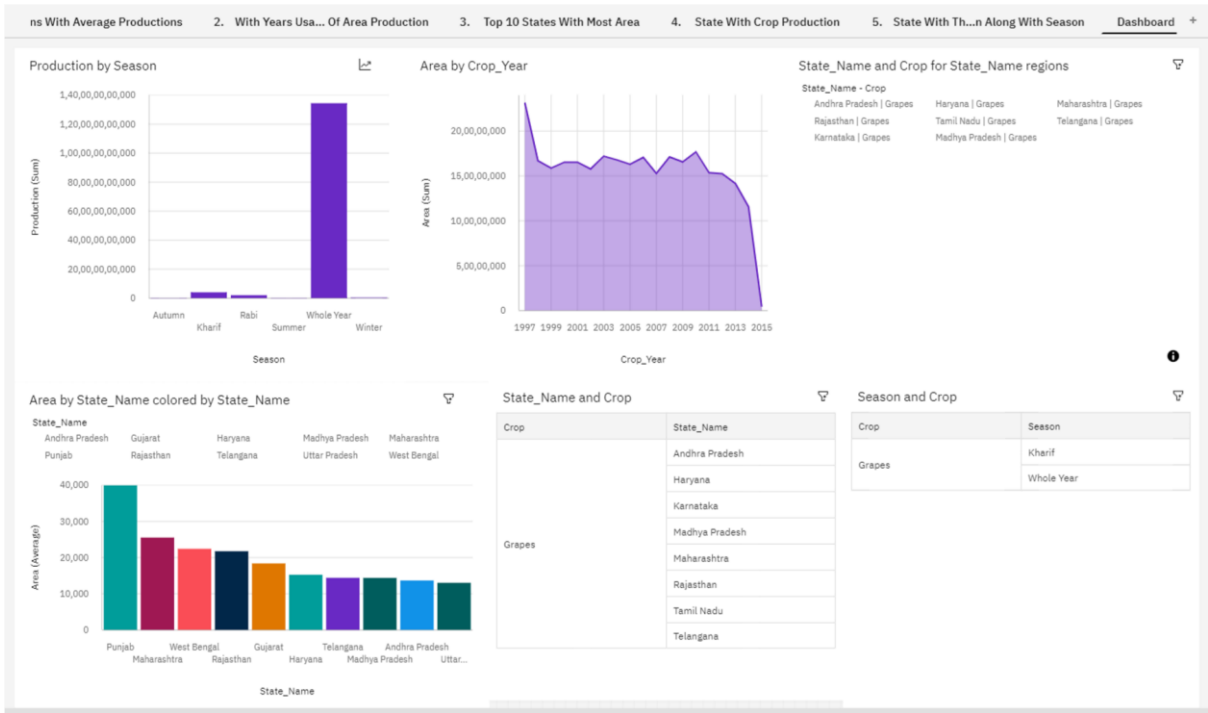 ns With Average Productions 2. With Years Usa... Of Area Production 3. Top 10 States With Most Area 4. State With Crop Production 5. State With Th...n Along With Season Dashboard +
Production by Season
1,40,00,00,00,000
1,20,00,00,00,000
1,00,00,00,00,000
80,00,00,00,000
60,00,00,00,000
40,00,00,00,000
20,00,00,00,000
0
Production (Sum)
Autumn Rabi Whole Year
Kharif Summer Winter
Season
Area by Crop_Year
20,00,00,000
15,00,00,000
10,00,00,000
5,00,00,000
0
Area (Sum)
1997 1999 2001 2003 2005 2007 2009 2011 2013 2015
Crop_Year
State_Name and Crop for State_Name regions
State_Name - Crop
Andhra Pradesh | Grapes Haryana | Grapes Maharashtra | Grapes
Rajasthan | Grapes Tamil Nadu | Grapes Telangana | Grapes
Karnataka | Grapes Madhya Pradesh | Grapes
Area by State_Name colored by State_Name
State_Name
Andhra Pradesh Gujarat Haryana Madhya Pradesh Maharashtra
Punjab Rajasthan Telangana Uttar Pradesh West Bengal
40,000
30,000
20,000
10,000
0
Area (Average)
Punjab West Bengal Gujarat Telangana Andhra Pradesh
Maharashtra Rajasthan Haryana Madhya Pradesh Uttar...
State_Name
State_Name and Crop
Crop State_Name
Grapes
Andhra Pradesh
Haryana
Karnataka
Madhya Pradesh
Maharashtra
Rajasthan
Tamil Nadu
Telangana
Season and Crop
Crop Season
Grapes
Kharif
Whole Year